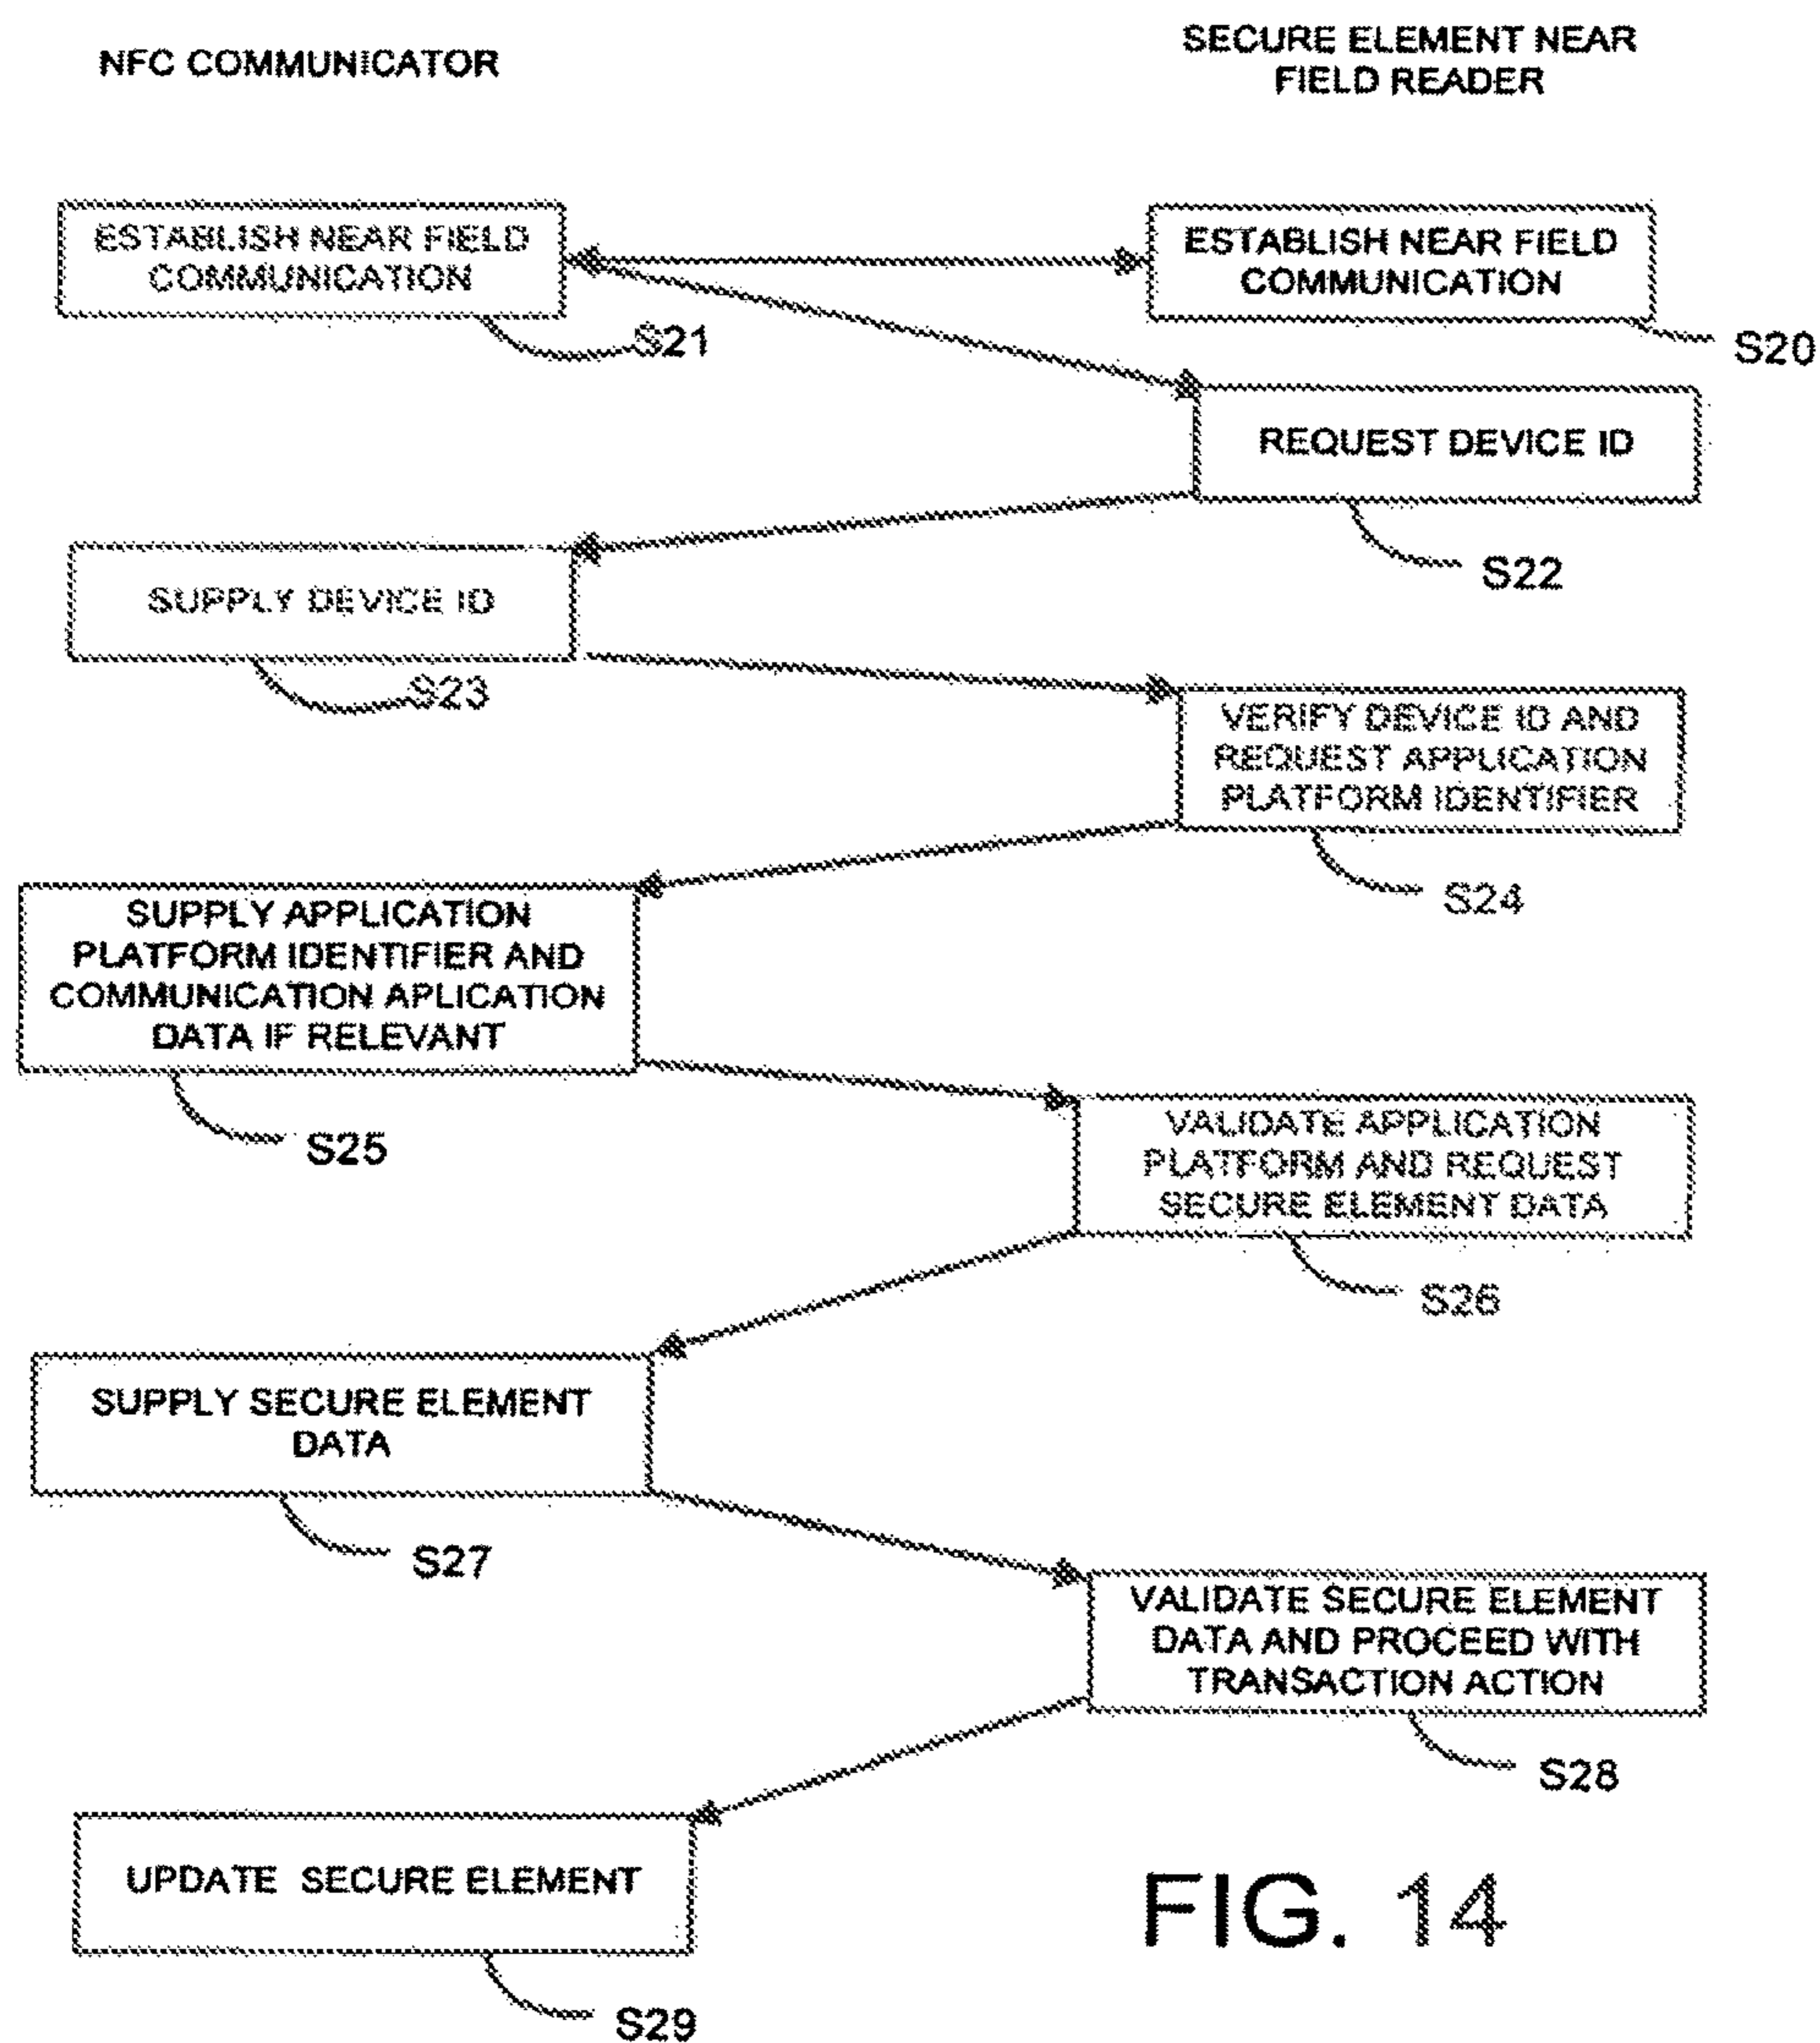 NFC COMMUNICATOR
SECURE ELEMENT NEAR
FIELD READER
ESTABLISH NEAR FIELD
COMMUNICATION
S21
ESTABLISH NEAR FIELD
COMMUNICATION
S20
REQUEST DEVICE ID
S22
SUPPLY DEVICE ID
S23
VERIFY DEVICE ID AND
REQUEST APPLICATION
PLATFORM IDENTIFIER
S24
SUPPLY APPLICATION
PLATFORM IDENTIFIER AND
COMMUNICATION APLICATION
DATA IF RELEVANT
S25
VALIDATE APPLICATION
PLATFORM AND REQUEST
SECURE ELEMENT DATA
S26
SUPPLY SECURE ELEMENT
DATA
S27
VALIDATE SECURE ELEMENT
DATA AND PROCEED WITH
TRANSACTION ACTION
S28
UPDATE SECURE ELEMENT
S29
FIG. 14